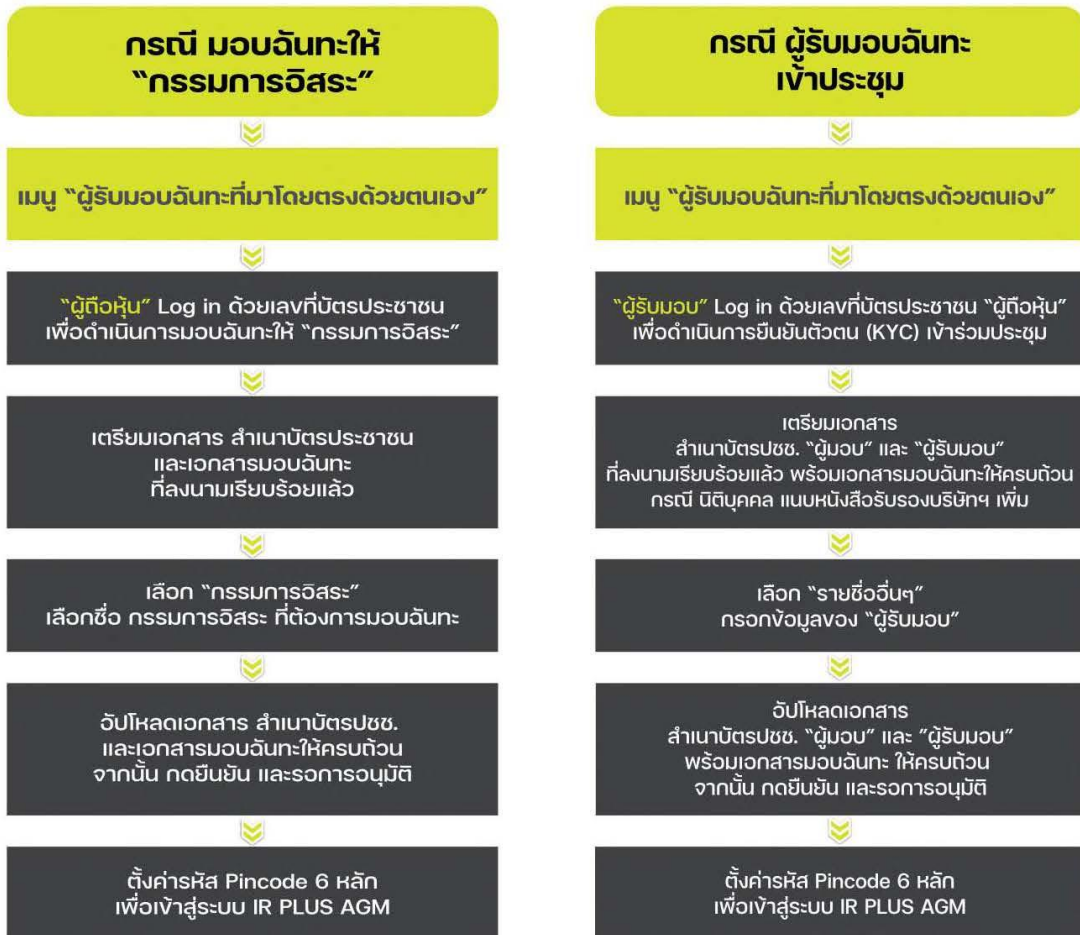 กรณี มอบฉันทะให้
“กรรมการอิสระ”
เมนู “ผู้รับมอบฉันทะที่มาโดยตรงด้วยตนเอง”
“ผู้ถือหุ้น” Log in ด้วยเลขที่บัตรประชาชน
เพื่อดำเนินการมอบฉันทะให้ “กรรมการอิสระ”
เตรียมเอกสาร สำเนาบัตรประชาชน
และเอกสารมอบฉันทะ
ที่ลงนามเรียบร้อยแล้ว
เลือก “กรรมการอิสระ”
เลือกชื่อ กรรมการอิสระ ที่ต้องการมอบฉันทะ
อัปโหลดเอกสาร สำเนาบัตรปชช.
และเอกสารมอบฉันทะให้ครบถ้วน
จากนั้น กดยืนยัน และรอการอนุมัติ
ตั้งค่ารหัส Pincode 6 หลัก
เพื่อเข้าสู่ระบบ IR PLUS AGM
กรณี ผู้รับมอบฉันทะ
เข้าประชุม
เมนู “ผู้รับมอบฉันทะที่มาโดยตรงด้วยตนเอง”
“ผู้รับมอบ” Log in ด้วยเลขที่บัตรประชาชน “ผู้ถือหุ้น”
เพื่อดำเนินการยืนยันตัวตน (KYC) เข้าร่วมประชุม
เตรียมเอกสาร
สำเนาบัตรปชช. “ผู้มอบ” และ “ผู้รับมอบ”
ที่ลงนามเรียบร้อยแล้ว พร้อมเอกสารมอบฉันทะให้ครบถ้วน
กรณี นิติบุคคล แนบหนังสือรับรองบริษัทฯ เพิ่ม
เลือก “รายชื่ออื่นๆ”
กรอกข้อมูลของ “ผู้รับมอบ”
อัปโหลดเอกสาร
สำเนาบัตรปชช. “ผู้มอบ” และ “ผู้รับมอบ”
พร้อมเอกสารมอบฉันทะ ให้ครบถ้วน
จากนั้น กดยืนยัน และรอการอนุมัติ
ตั้งค่ารหัส Pincode 6 หลัก
เพื่อเข้าสู่ระบบ IR PLUS AGM